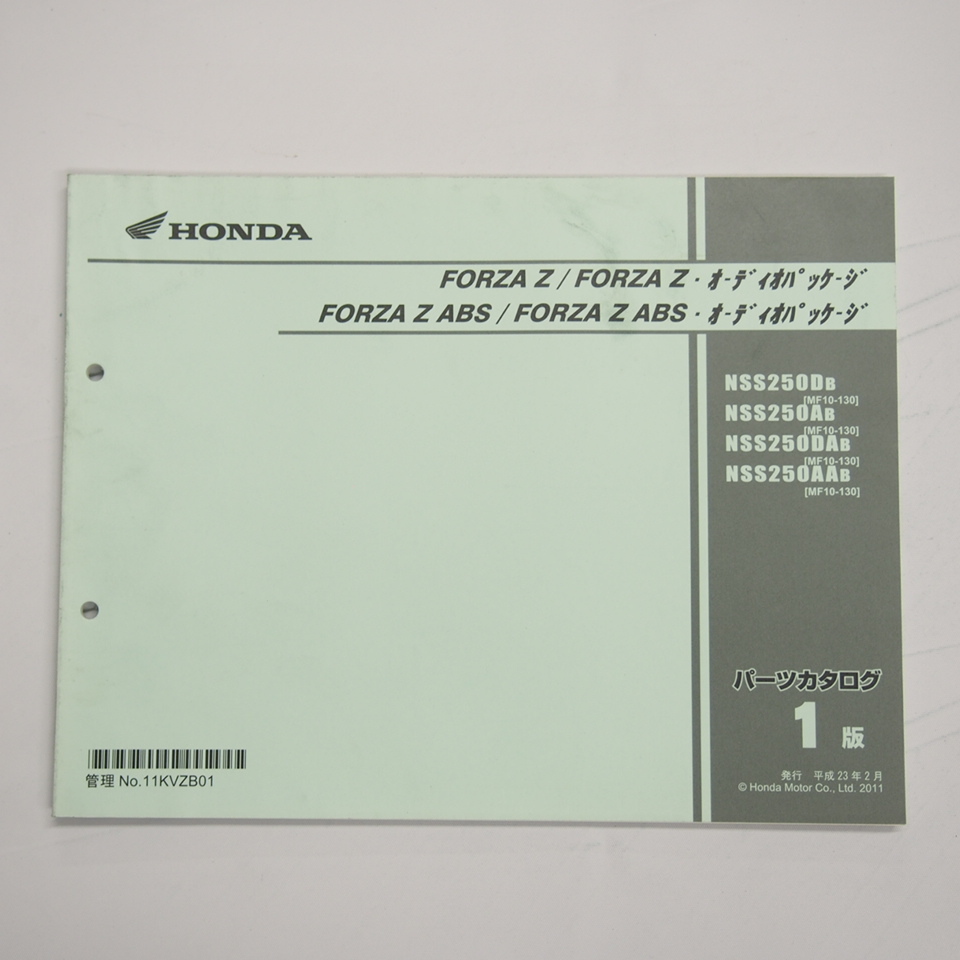 HONDA
FORZA Z / FORZA Z・ｵｰﾃﾞｨｵﾊﾟｯｹｰｼﾞ
FORZA Z ABS / FORZA Z ABS・ｵｰﾃﾞｨｵﾊﾟｯｹｰｼﾞ
NSS250DB
[MF10-130]
NSS250AB
[MF10-130]
NSS250DAB
[MF10-130]
NSS250AAB
[MF10-130]
パーツカタログ
1 版
発行 平成 23 年 2 月
© Honda Motor Co., Ltd. 2011
管理 No.11KVZB01